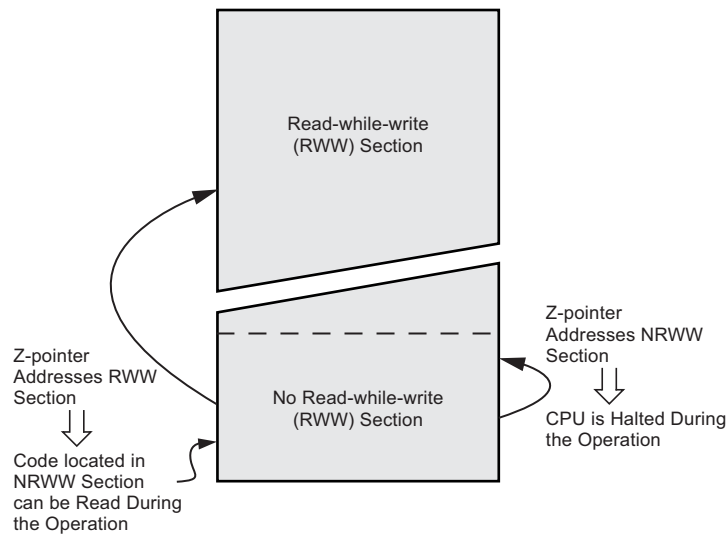 Read-while-write
(RWW) Section
Z-pointer
Addresses RWW
Section
Code located in
NRWW Section
can be Read During
the Operation
No Read-while-write
(RWW) Section
Z-pointer
Addresses NRWW
Section
CPU is Halted During
the Operation